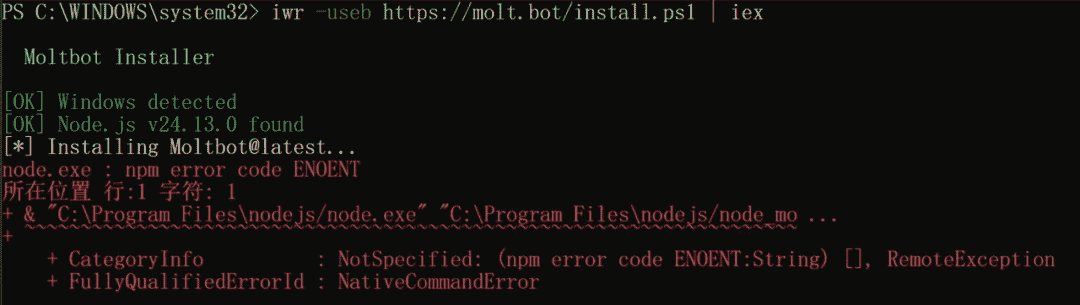 PS C:\WINDOWS\system32> iwr -useb https://molt.bot/install.ps1 | iex
Moltbot Installer
[OK] Windows detected
[OK] Node.js v24.13.0 found
[*] Installing Moltbot@latest...
node.exe : npm error code ENOENT
所在位置 行:1 字符: 1
+ & "C:\Program Files\nodejs/node.exe" "C:\Program Files\nodejs/node_mo ...
+ ~~~~~~~~~~~~~~~~~~~~~~~~~~~~~~~~~~~~~~~~~~~~~~~~~~~~~~~~~~~~~~~~~~~~~
+ CategoryInfo : NotSpecified: (npm error code ENOENT:String) [], RemoteException
+ FullyQualifiedErrorId : NativeCommandError